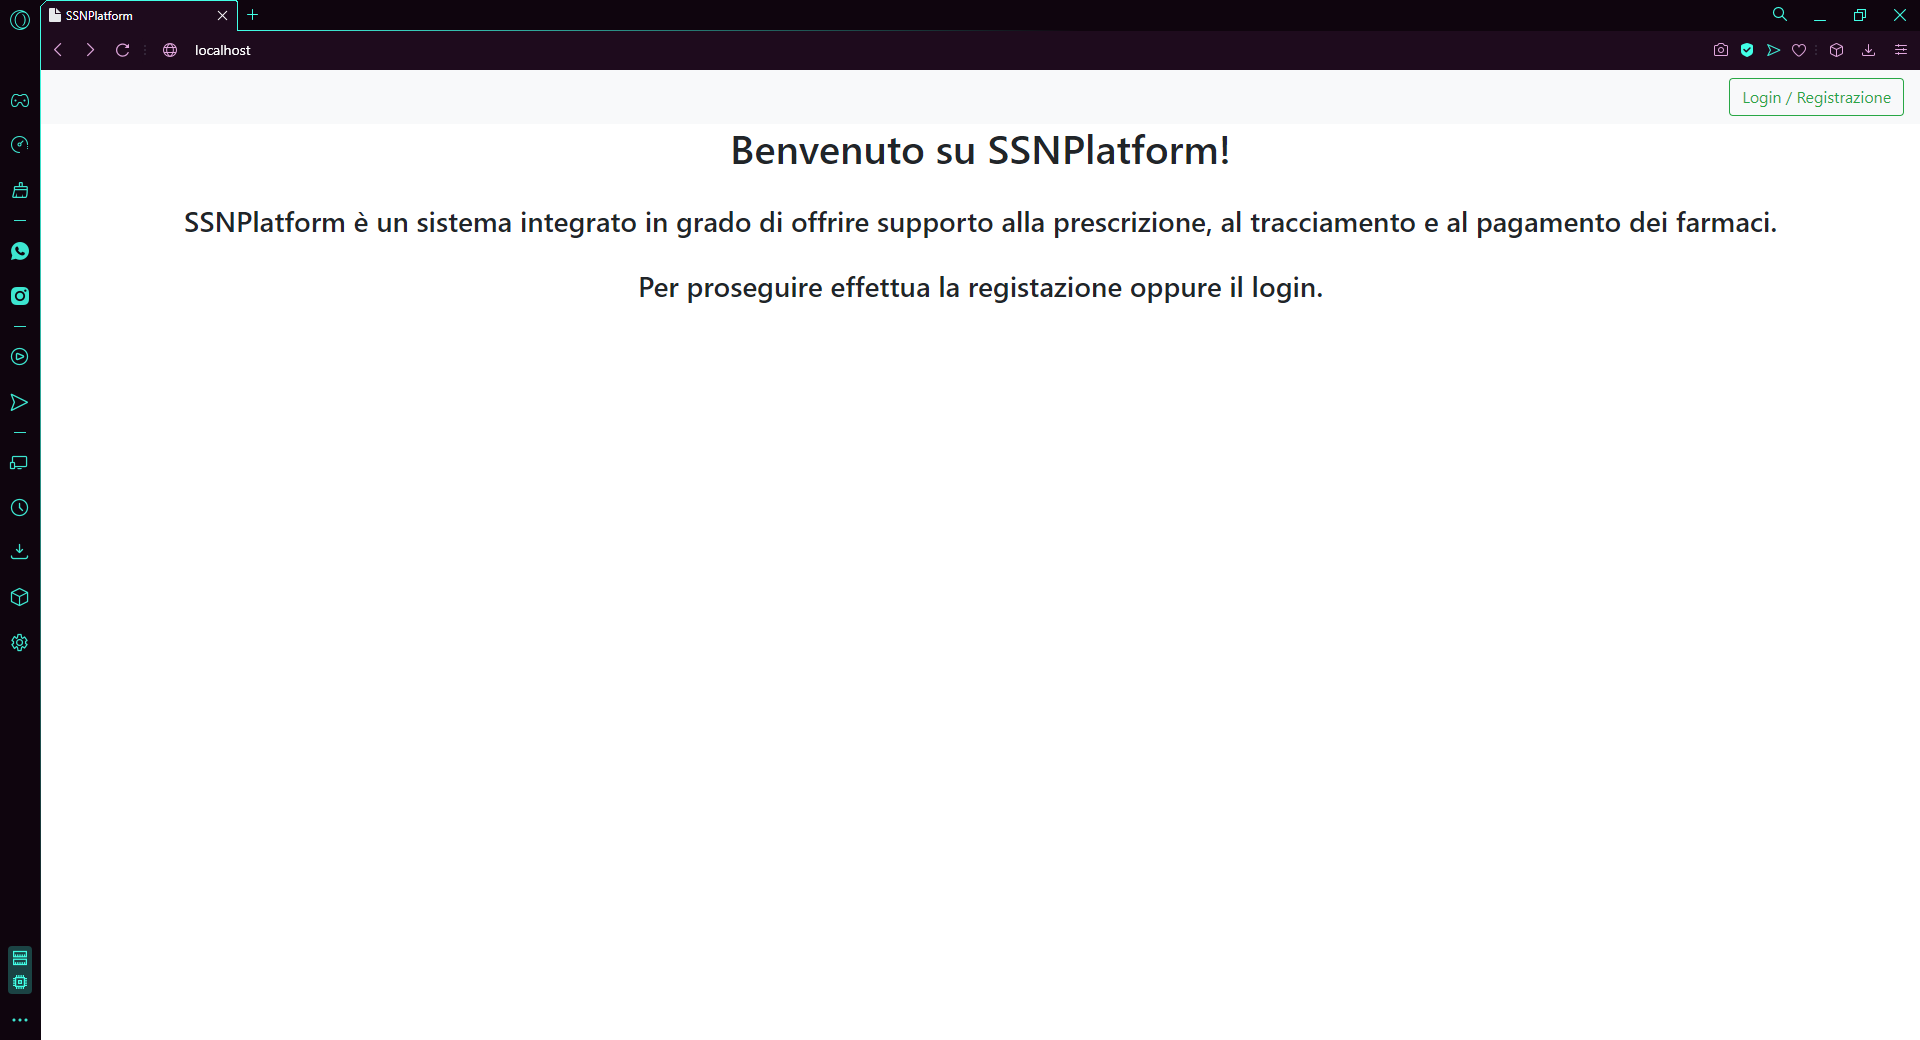 SSNPlatform
localhost
Login / Registrazione
Benvenuto su SSNPlatform!
SSNPlatform è un sistema integrato in grado di offrire supporto alla prescrizione, al tracciamento e al pagamento dei farmaci.
Per proseguire effettua la registazione oppure il login.